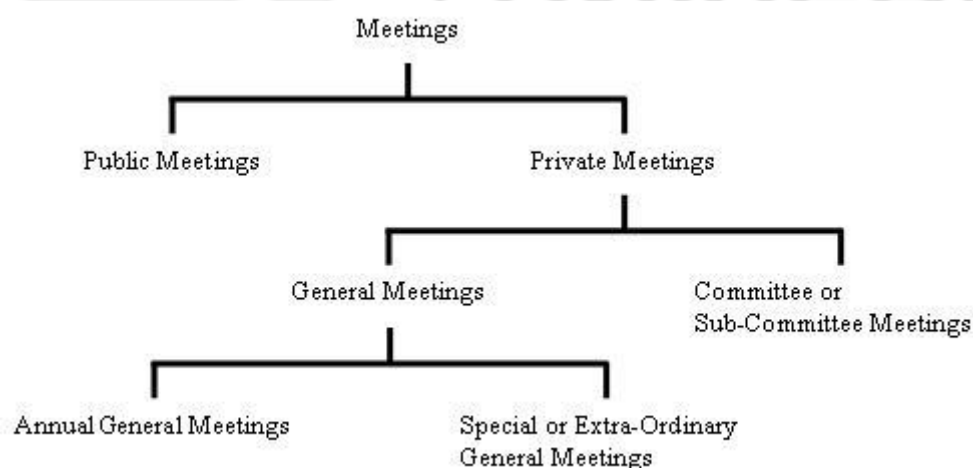 Meetings
Public Meetings
Private Meetings
General Meetings
Committee or
Sub-Committee Meetings
Annual General Meetings
Special or Extra-Ordinary
General Meetings